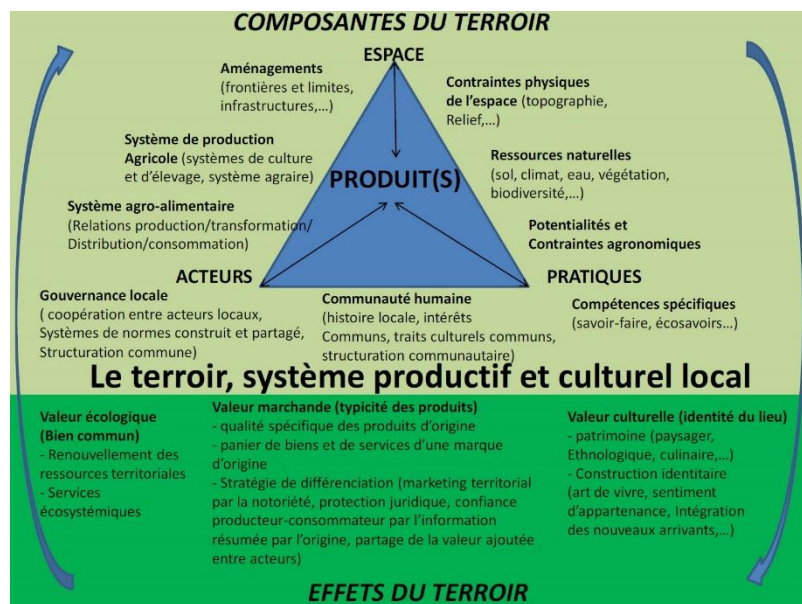 COMPOSANTES DU TERROIR
ESPACE
Aménagements
(frontières et limites,
infrastructures,...)
Contraintes physiques
de l'espace (topographie,
Relief,...)
Système de production
Agricole (systèmes de culture
et d'élevage, système agraire)
Ressources naturelles
(sol, climat, eau, végétation,
biodiversité,...)
PRODUIT(S)
Système agro-alimentaire
(Relations production/transformation/
Distribution/consommation)
Potentialités et
Contraintes agronomiques
ACTEURS
PRATIQUES
Gouvernance locale
( coopération entre acteurs locaux,
Systèmes de normes construit et partagé,
Structuration commune)
Communauté humaine
(histoire locale, intérêts
Communs, traits culturels communs,
structuration communautaire)
Compétences spécifiques
(savoir-faire, écosavoirs...)
Le terroir, système productif et culturel local
Valeur écologique
(Bien commun)
- Renouvellement des
ressources territoriales
- Services
écosystémiques
Valeur marchande (typicité des produits)
- qualité spécifique des produits d'origine
- panier de biens et de services d'une marque
d'origine
- Stratégie de différenciation (marketing territorial
par la notoriété, protection juridique, confiance
producteur-consommateur par l'information
résumée par l'origine, partage de la valeur ajoutée
entre acteurs)
Valeur culturelle (identité du lieu)
- patrimoine (paysager,
Ethnologique, culinaire,...)
- Construction identitaire
(art de vivre, sentiment
d'appartenance, Intégration
des nouveaux arrivants,...)
EFFETS DU TERROIR